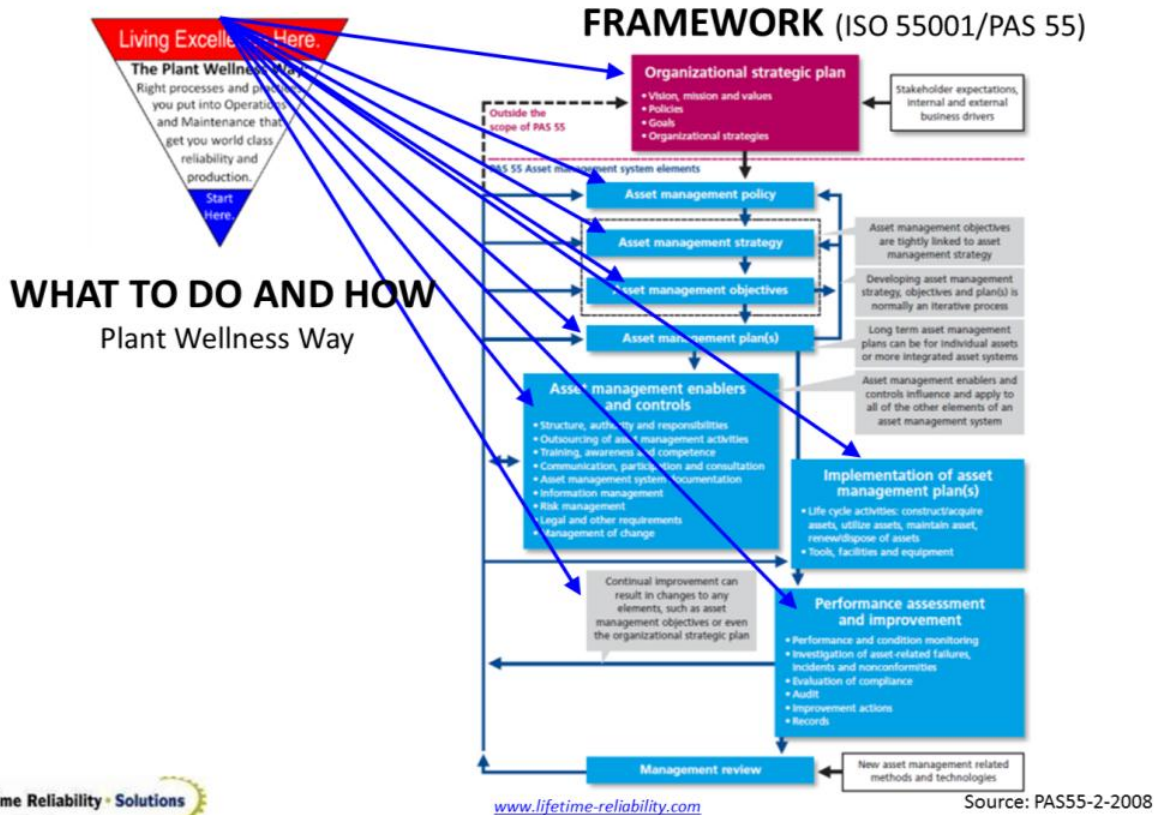 FRAMEWORK (ISO 55001/PAS 55)
Living Excellence Here.
The Plant Wellness Way
Right processes and practices
you put into Operations
and Maintenance that
get you world class
reliability and
production.
Start
Here.
WHAT TO DO AND HOW
Plant Wellness Way
Organizational strategic plan
• Vision, mission and values
• Policies
• Goals
• Organizational strategies
Stakeholder expectations,
internal and external
business drivers
Outside the
scope of PAS 55
PAS 55 Asset management system elements
Asset management policy
Asset management strategy
Asset management objectives
Asset management plan(s)
Asset management objectives
are tightly linked to asset
management strategy
Developing asset management
strategy, objectives and plan(s) is
normally an iterative process
Long term asset management
plans can be for individual assets
or more integrated asset systems
Asset management enablers and
controls influence and apply to
all of the other elements of an
asset management system
Asset management enablers
and controls
• Structure, authority and responsibilities
• Outsourcing of asset management activities
• Training, awareness and competence
• Communication, participation and consultation
• Asset management system documentation
• Information management
• Risk management
• Legal and other requirements
• Management of change
Implementation of asset
management plan(s)
• Life cycle activities: construct/acquire
assets, utilize assets, maintain asset,
renew/dispose of assets
• Tools, facilities and equipment
Continual improvement can
result in changes to any
elements, such as asset
management objectives or even
the organizational strategic plan
Performance assessment
and improvement
• Performance and condition monitoring
• Investigation of asset-related failures,
incidents and nonconformities
• Evaluation of compliance
• Audit
• Improvement actions
• Records
Management review
New asset management related
methods and technologies
me Reliability · Solutions
www.lifetime-reliability.com
Source: PAS55-2-2008